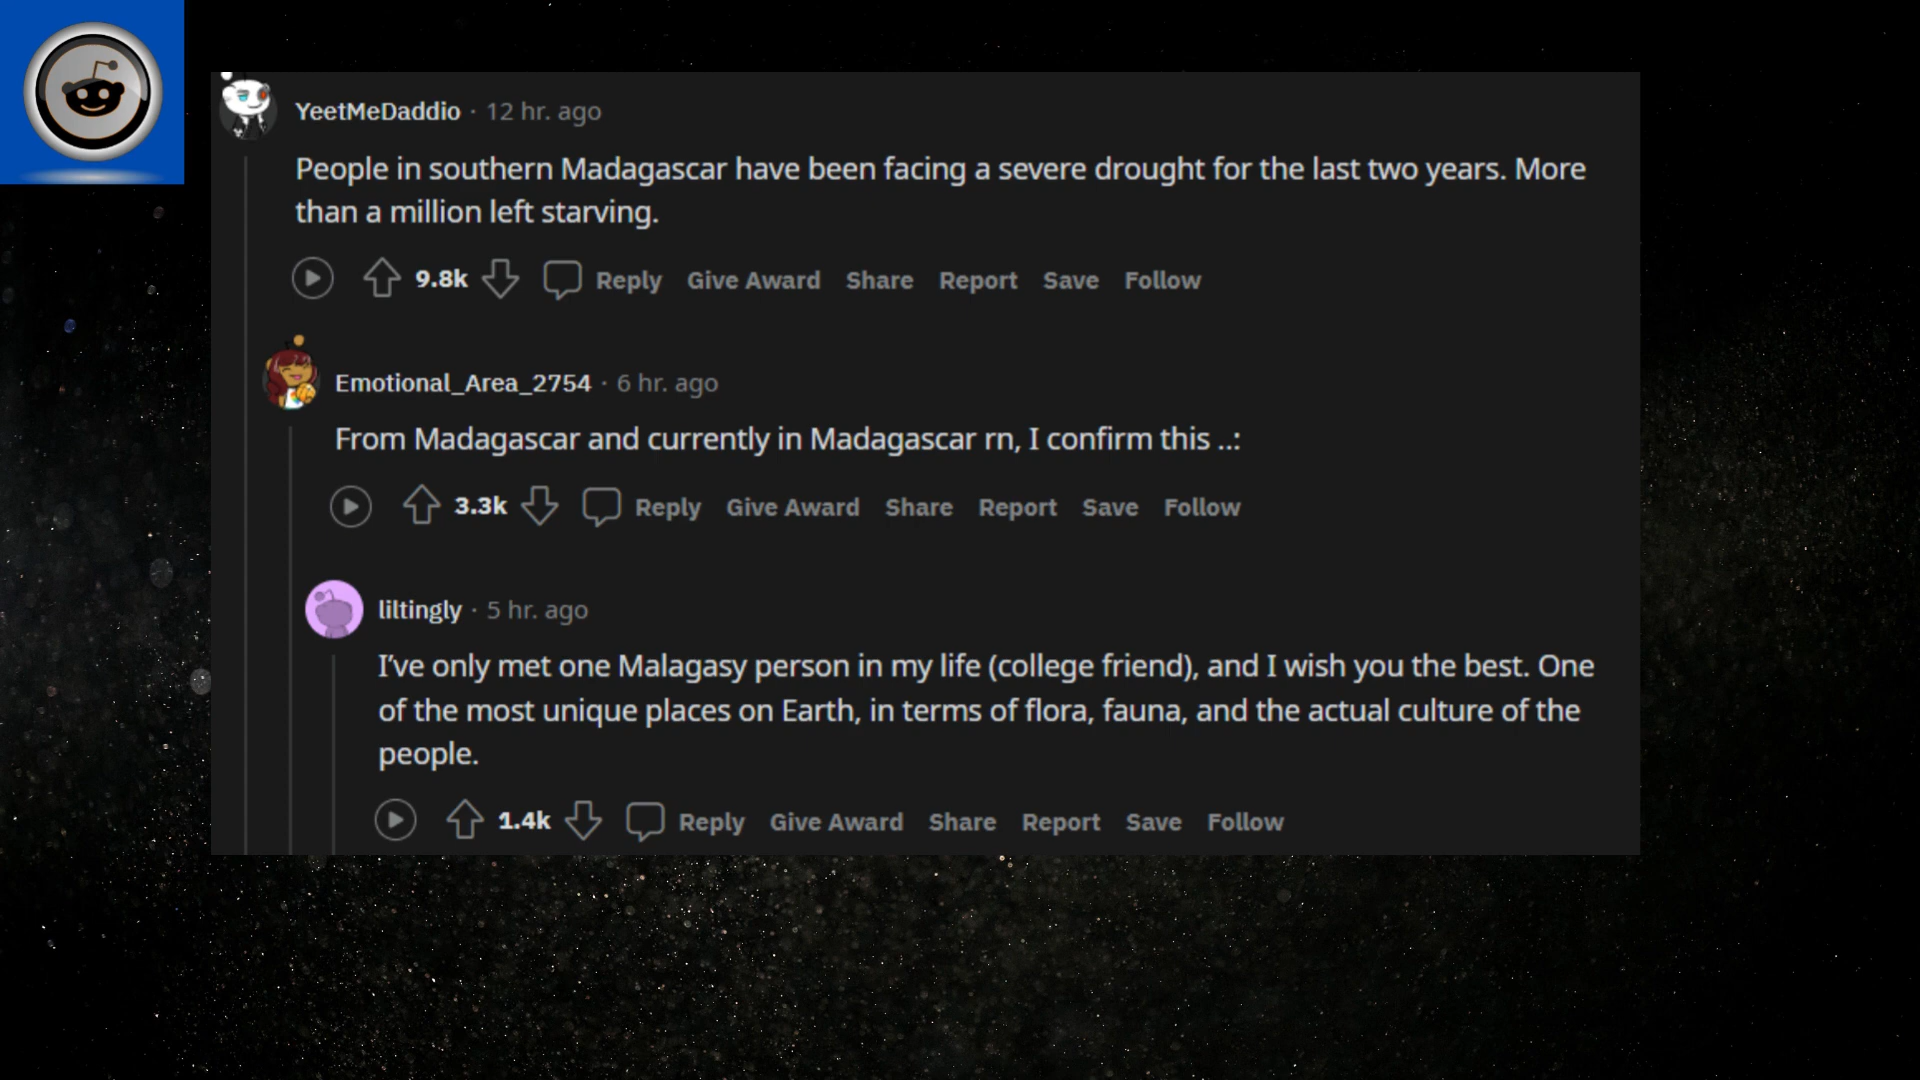 YeetMeDaddio · 12 hr. ago
People in southern Madagascar have been facing a severe drought for the last two years. More
than a million left starving.
9.8k Reply Give Award Share Report Save Follow
Emotional_Area_2754 · 6 hr. ago
From Madagascar and currently in Madagascar rn, I confirm this ..:
3.3k Reply Give Award Share Report Save Follow
liltingly · 5 hr. ago
I’ve only met one Malagasy person in my life (college friend), and I wish you the best. One
of the most unique places on Earth, in terms of flora, fauna, and the actual culture of the
people.
1.4k Reply Give Award Share Report Save Follow